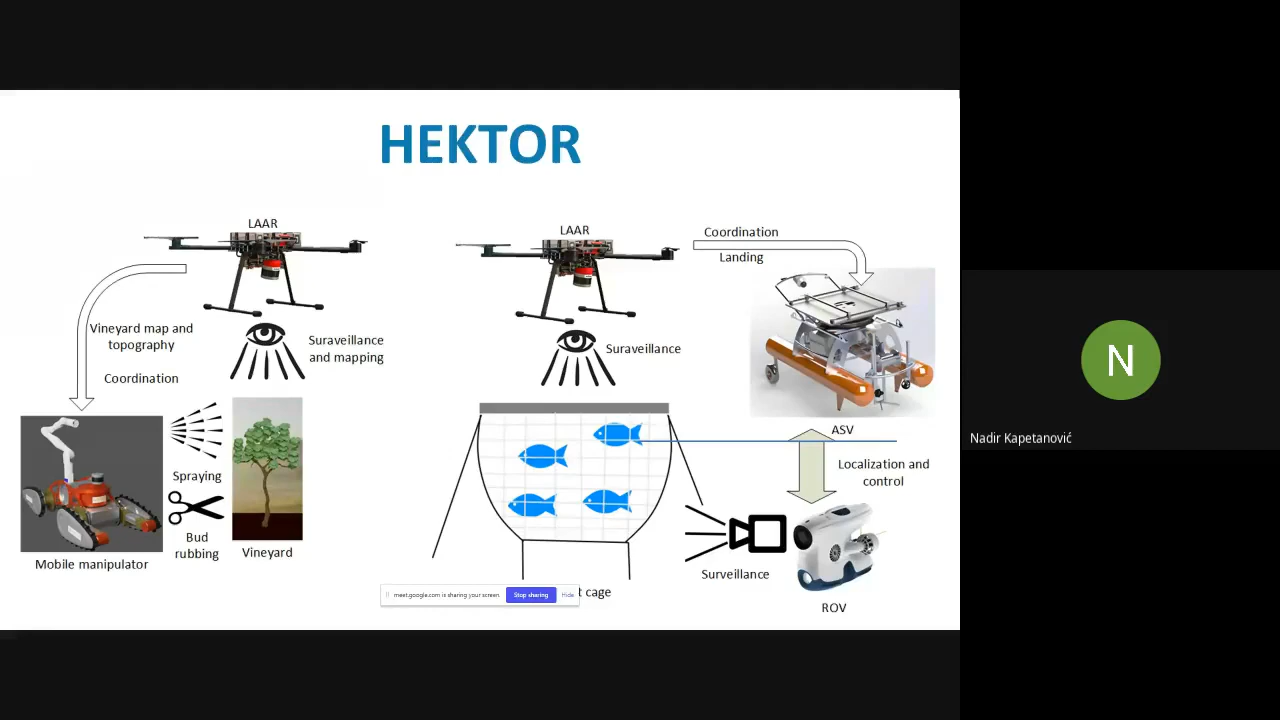 HEKTOR
LAAR
Vineyard map and
topography
Coordination
Suraveillance
and mapping
Spraying
Bud
rubbing
Mobile manipulator
Vineyard
LAAR
Coordination
Landing
Suraveillance
ASV
Localization and
control
Surveillance
ROV
t cage
meet.google.com is sharing your screen.
Stop sharing
Hide
N
Nadir Kapetanović